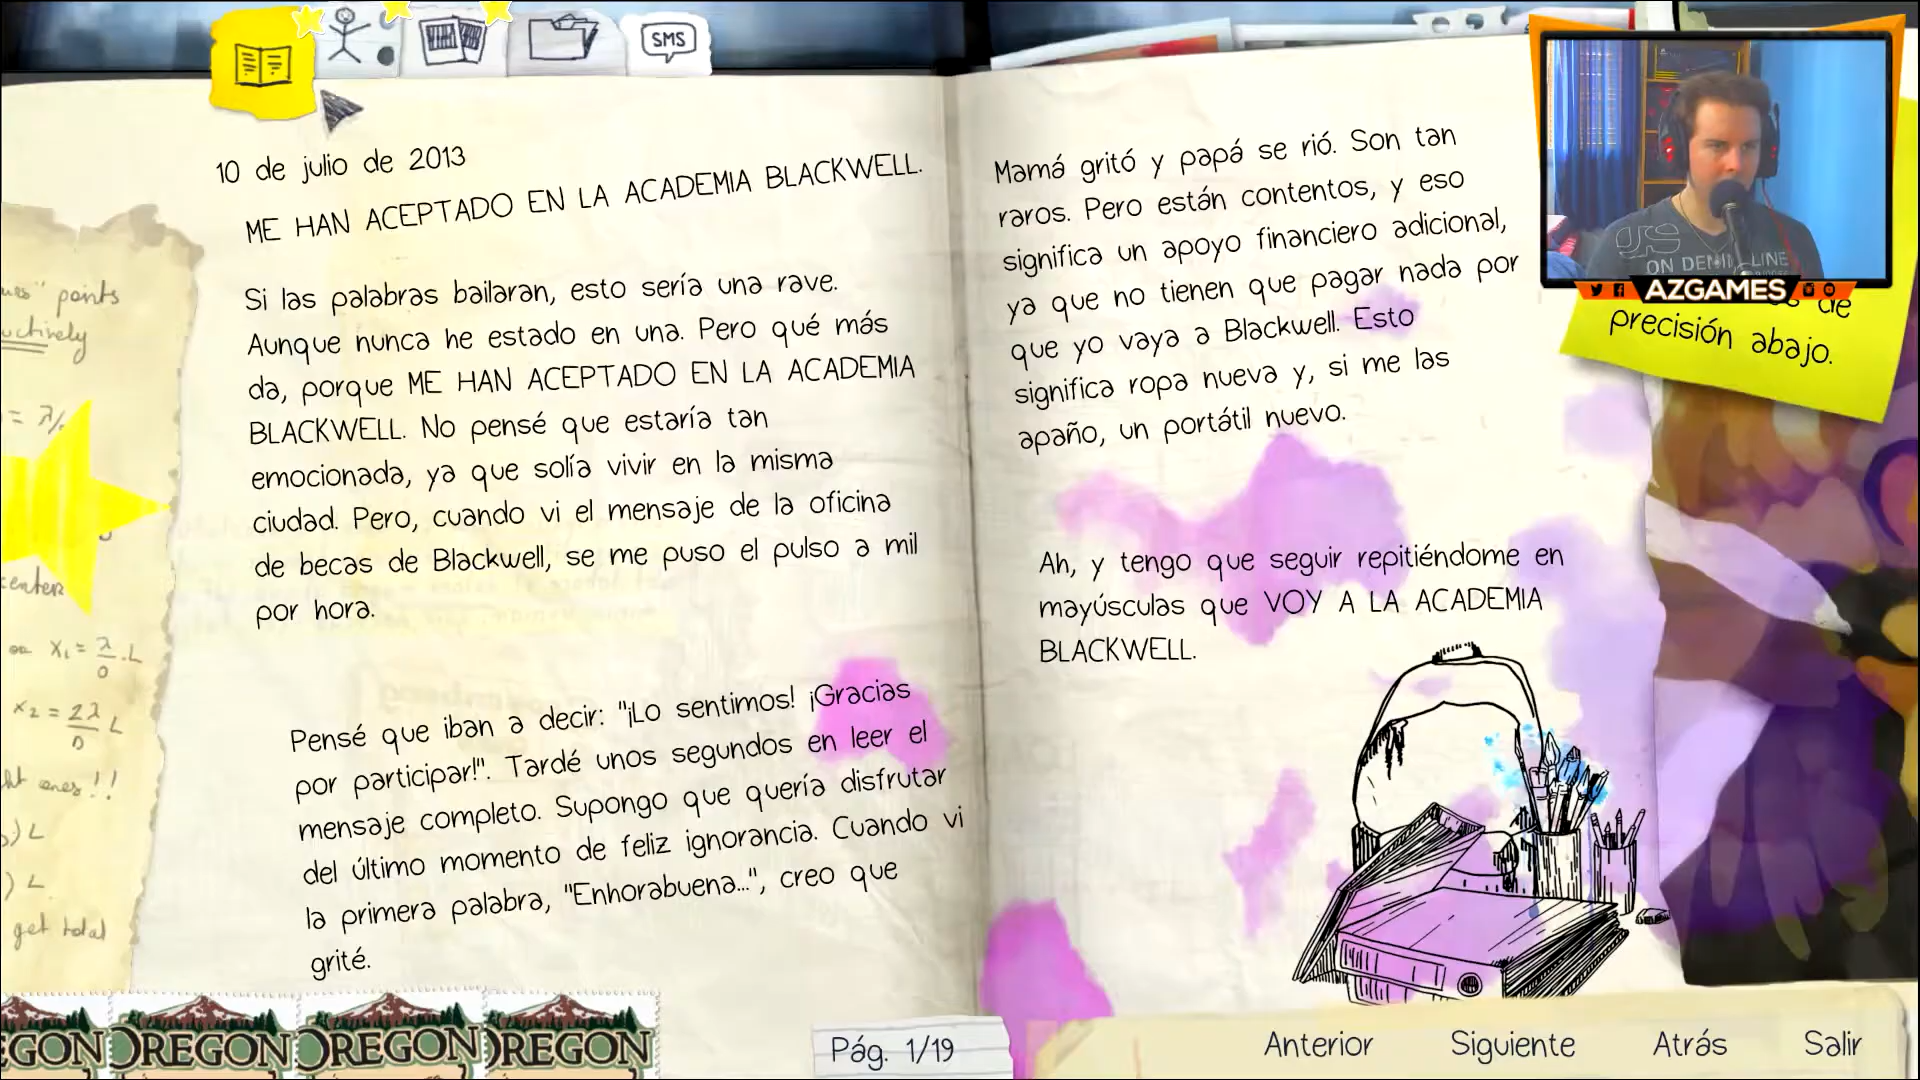 SMS
10 de julio de 2013
ME HAN ACEPTADO EN LA ACADEMIA BLACKWELL.
Si las palabras bailaran, esto sería una rave.
Aunque nunca he estado en una. Pero qué más
da, porque ME HAN ACEPTADO EN LA ACADEMIA
BLACKWELL. No pensé que estaría tan
emocionada, ya que solía vivir en la misma
ciudad. Pero, cuando vi el mensaje de la oficina
de becas de Blackwell, se me puso el pulso a mil
por hora.
Pensé que iban a decir: "¡Lo sentimos! ¡Gracias
por participar!". Tardé unos segundos en leer el
mensaje completo. Supongo que quería disfrutar
del último momento de feliz ignorancia. Cuando vi
la primera palabra, "Enhorabuena...", creo que
grité.
Mamá gritó y papá se rió. Son tan
raros. Pero están contentos, y eso
significa un apoyo financiero adicional,
ya que no tienen que pagar nada por
que yo vaya a Blackwell. Esto
significa ropa nueva y, si me las
apaño, un portátil nuevo.
Ah, y tengo que seguir repitiéndome en
mayúsculas que VOY A LA ACADEMIA
BLACKWELL.
points
= λ/
x₁ = λ/D . L
x₂ = 2λ/D L
ones!!
) L
) L
get total
ON DEM LINE
AZGAMES
de
precisión abajo.
EGON OREGON OREGON OREGON
Pág. 1/19
Anterior Siguiente Atrás Salir